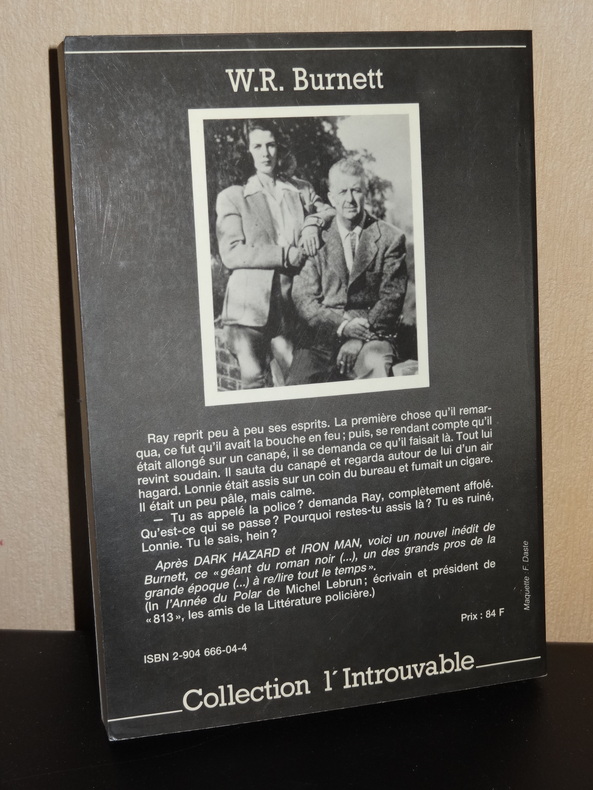 W.R. Burnett
Ray reprit peu à peu ses esprits. La première chose qu'il remar-
qua, ce fut qu'il avait la bouche en feu ; puis, se rendant compte qu'il
était allongé sur un canapé, il se demanda ce qu'il faisait là. Tout lui
revint soudain. Il sauta du canapé et regarda autour de lui d'un air
hagard. Lonnie était assis sur un coin du bureau et fumait un cigare.
Il était un peu pâle, mais calme.
— Tu as appelé la police ? demanda Ray, complètement affolé.
Qu'est-ce qui se passe ? Pourquoi restes-tu assis là ? Tu es ruiné,
Lonnie. Tu le sais, hein ?
Après DARK HAZARD et IRON MAN, voici un nouvel inédit de
Burnett, ce « géant du roman noir (...), un des grands pros de la
grande époque (...) à re/lire tout le temps ».
(In l'Année du Polar de Michel Lebrun ; écrivain et président de
« 813 », les amis de la Littérature policière.)
Maquette : F. Daste
Prix : 84 F
ISBN 2-904 666-04-4
Collection l'Introuvable